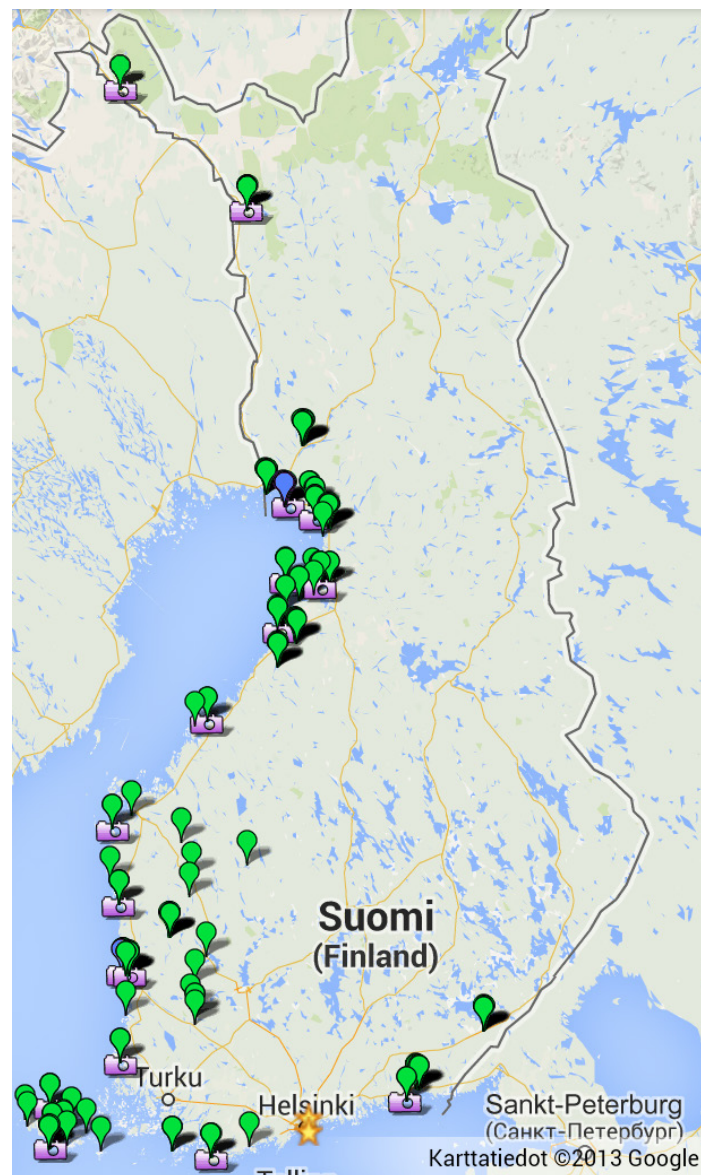 Suomi
(Finland)
Turku
Helsinki
Sankt-Peterburg
(Санкт-Петербург)
Karttatiedot ©2013 Google